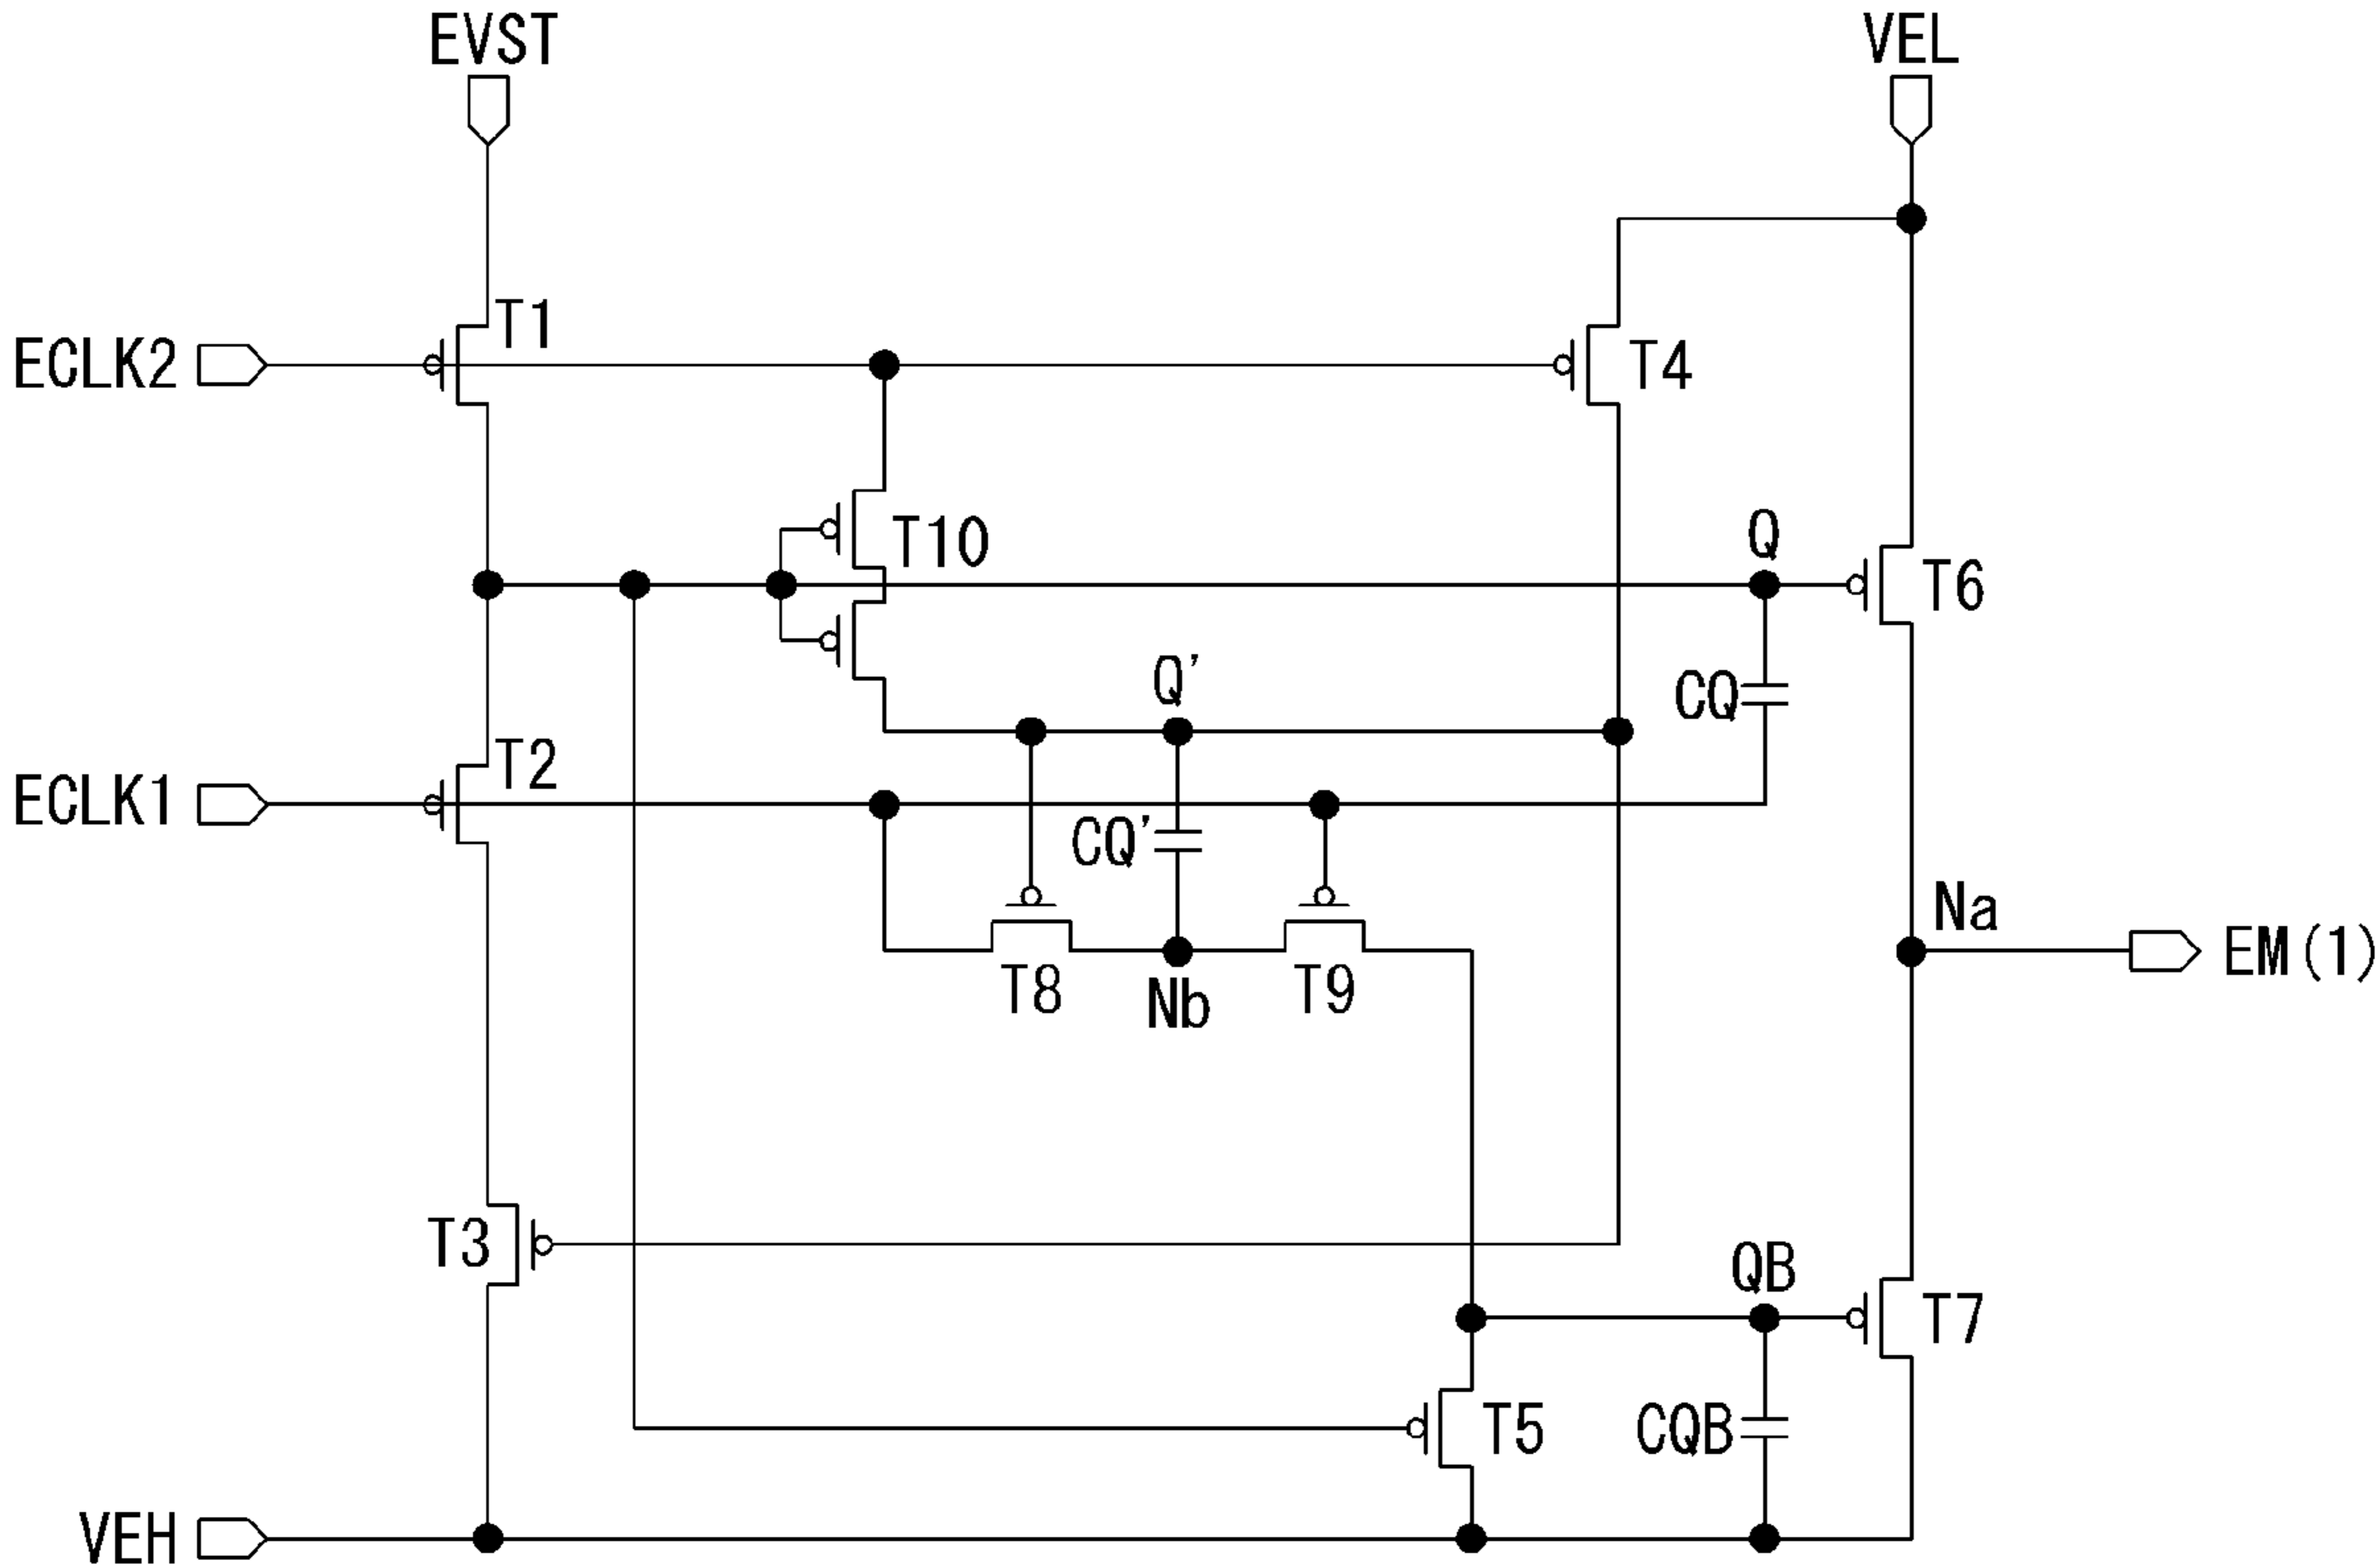 EVST
VEL
T1
ECLK2
T4
T10
Q
T6
Q'
CQ
T2
ECLK1
CQ'
Na
EM(1)
T8
Nb
T9
T3
QB
T7
T5
CQB
VEH